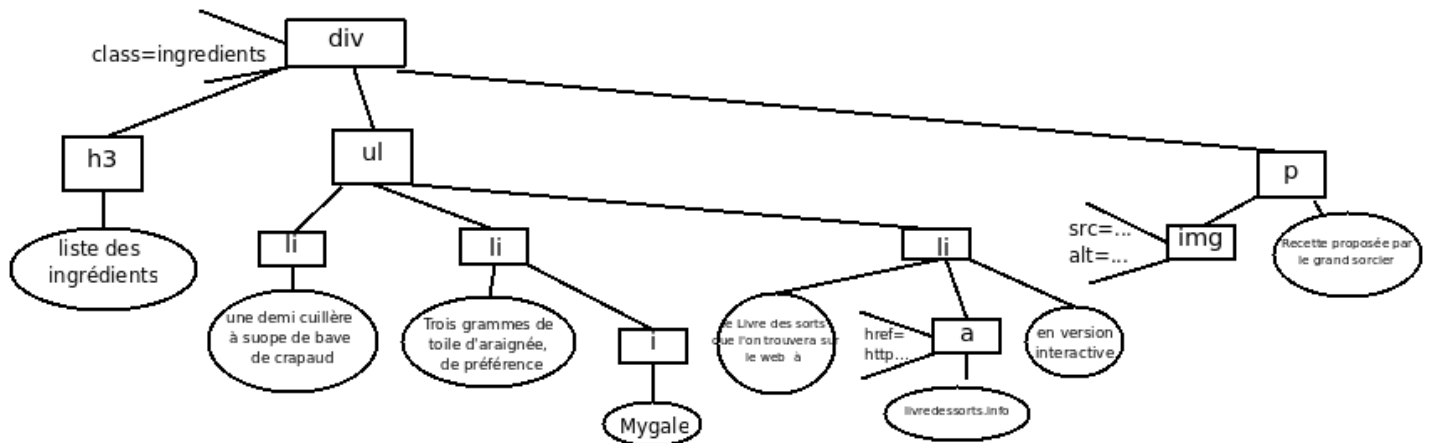 div
class=ingredients
h3
ul
p
liste des
ingrédients
li
li
li
src=...
alt=...
img
Recette proposée par
le grand sorcier
une demi cuillère
à suope de bave
de crapaud
Trois grammes de
toile d'araignée,
de préférence
i
Mygale
le Livre des sorts
que l'on trouvera sur
le web à
href=
http...
a
livredessorts.info
en version
interactive